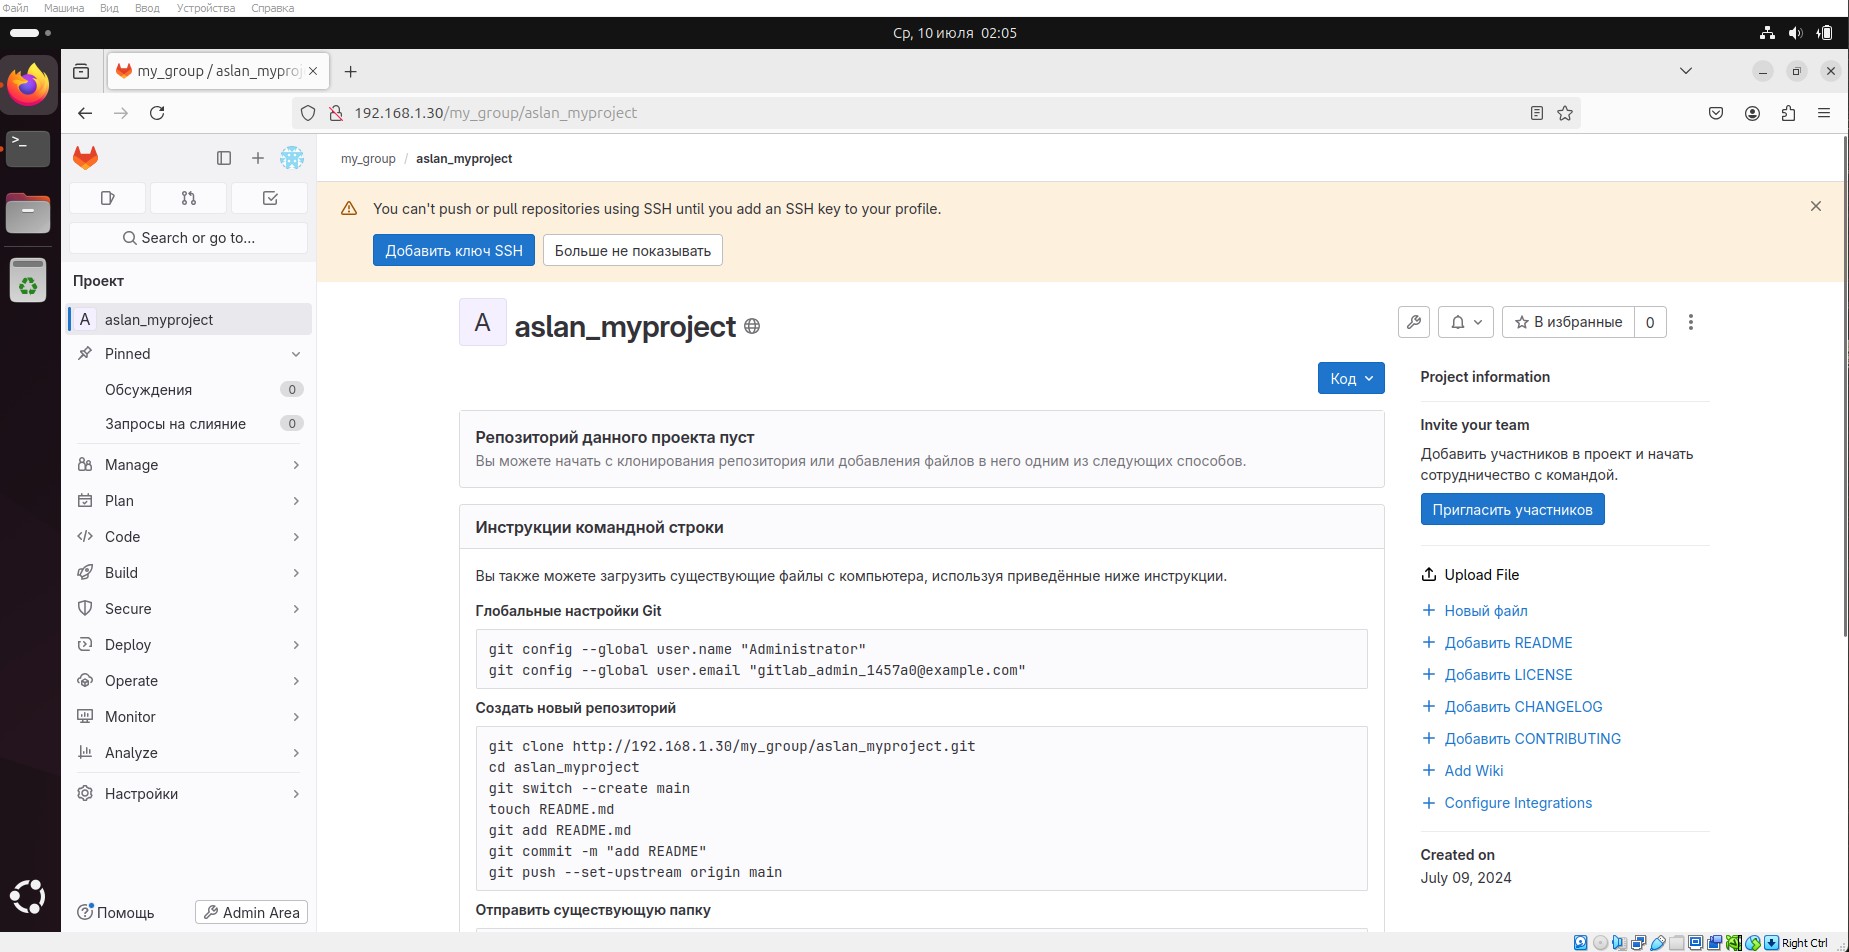 Файл Машина Вид Ввод Устройства Справка
Ср, 10 июля 02:05
my_group / aslan_myproj
192.168.1.30/my_group/aslan_myproject
my_group / aslan_myproject
You can't push or pull repositories using SSH until you add an SSH key to your profile.
Добавить ключ SSH
Больше не показывать
Search or go to...
Проект
A aslan_myproject
Pinned
Обсуждения 0
Запросы на слияние 0
Manage
Plan
Code
Build
Secure
Deploy
Operate
Monitor
Analyze
Настройки
Помощь
Admin Area
A aslan_myproject
В избранные 0
Код
Репозиторий данного проекта пуст
Вы можете начать с клонирования репозитория или добавления файлов в него одним из следующих способов.
Инструкции командной строки
Вы также можете загрузить существующие файлы с компьютера, используя приведённые ниже инструкции.
Глобальные настройки Git
git config --global user.name "Administrator"
git config --global user.email "gitlab_admin_1457a0@example.com"
Создать новый репозиторий
git clone http://192.168.1.30/my_group/aslan_myproject.git
cd aslan_myproject
git switch --create main
touch README.md
git add README.md
git commit -m "add README"
git push --set-upstream origin main
Отправить существующую папку
Project information
Invite your team
Добавить участников в проект и начать
сотрудничество с командой.
Пригласить участников
Upload File
Новый файл
Добавить README
Добавить LICENSE
Добавить CHANGELOG
Добавить CONTRIBUTING
Add Wiki
Configure Integrations
Created on
July 09, 2024
Right Ctrl